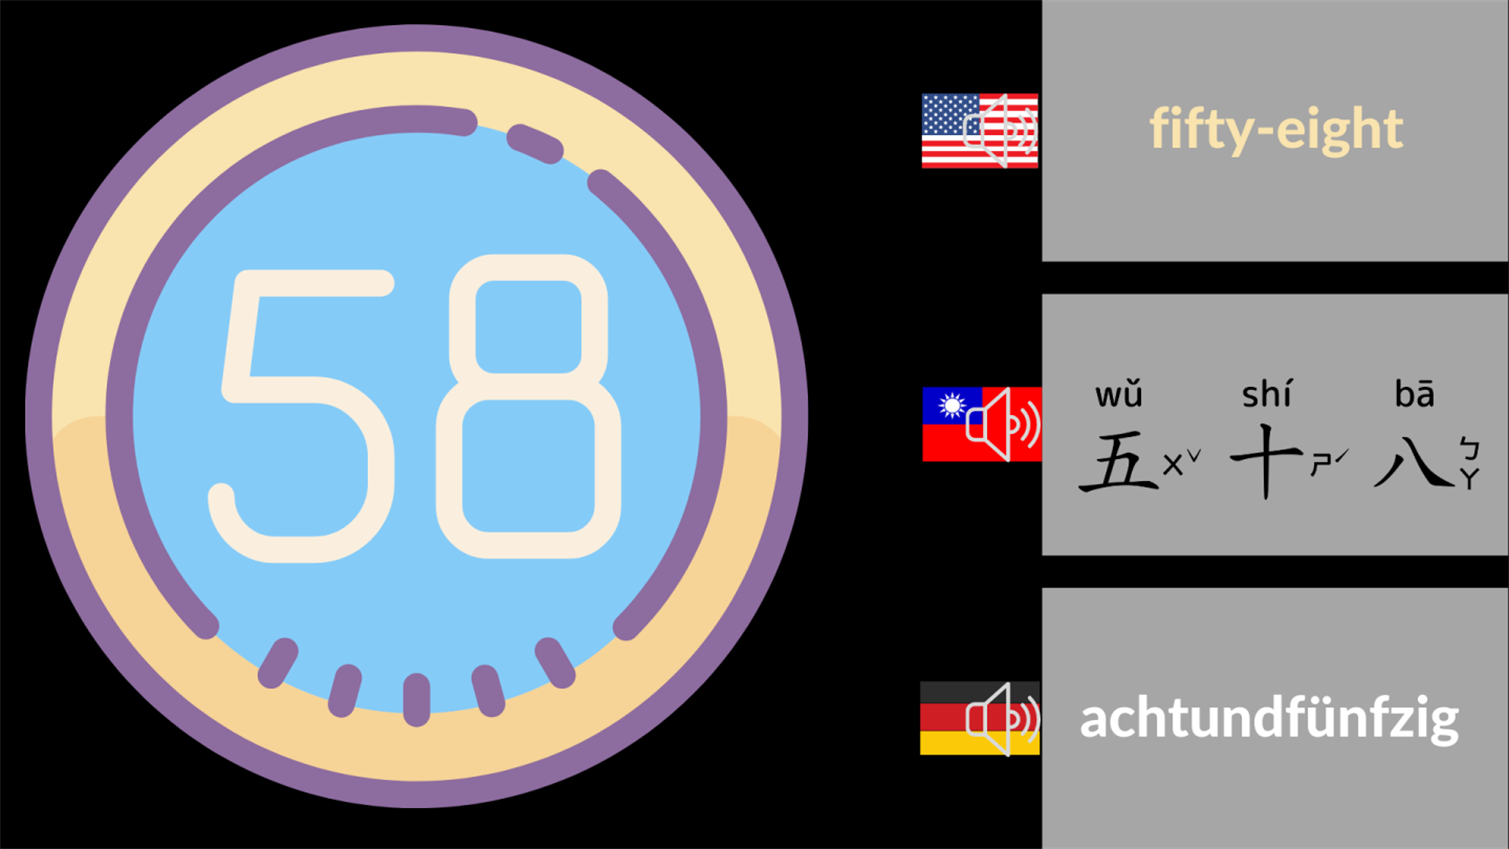 58
fifty-eight
wǔ shí bā
五ㄨˇ 十ㄕˊ 八ㄅㄚ
achtundfünfzig